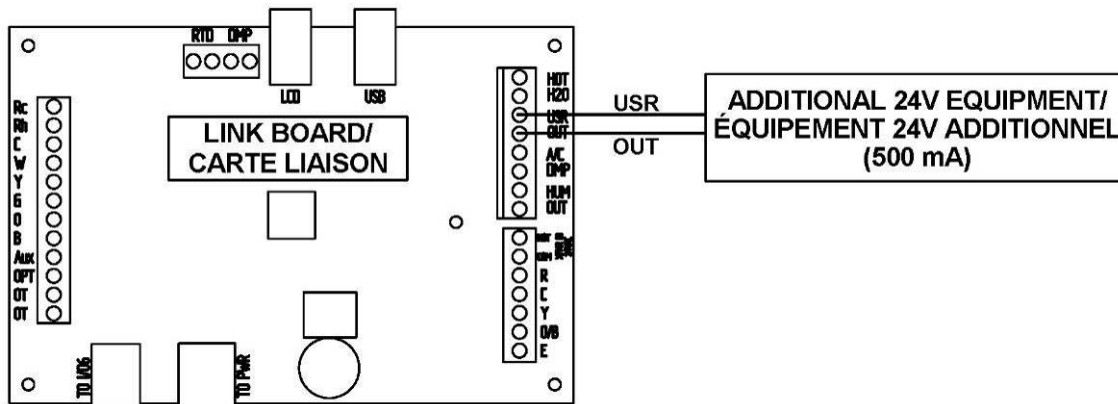 RTD DMP
LCD
USB
Rc
Rh
C
W
Y
G
O
B
Aux
OPT
OT
OT
LINK BOARD/
CARTE LIAISON
HOT
H2O
USR
OUT
A/C
DMP
HUM
OUT
R
C
Y
O/B
E
USR
OUT
ADDITIONAL 24V EQUIPMENT/
ÉQUIPEMENT 24V ADDITIONNEL
(500 mA)
TO I/O6
TO PWR